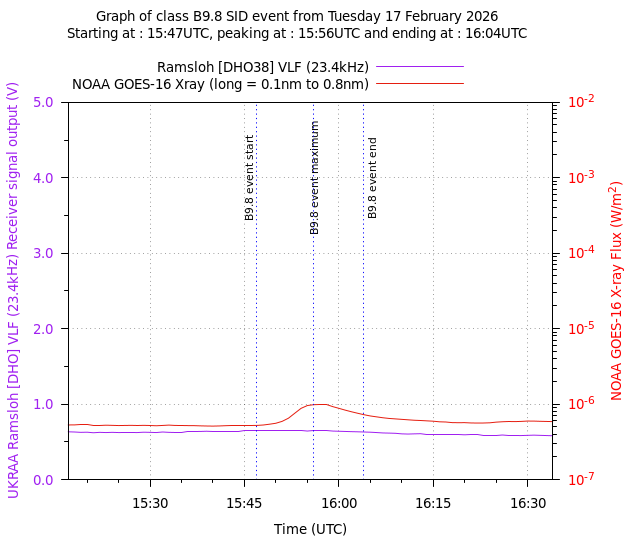 Graph of class B9.8 SID event from Tuesday 17 February 2026
Starting at : 15:47UTC, peaking at : 15:56UTC and ending at : 16:04UTC
Ramsloh [DHO38] VLF (23.4kHz)
NOAA GOES-16 Xray (long = 0.1nm to 0.8nm)
UKRAA Ramsloh [DHO] VLF (23.4kHz) Receiver signal output (V)
5.0
4.0
3.0
2.0
1.0
0.0
B9.8 event start
B9.8 event maximum
B9.8 event end
10-2
10-3
10-4
10-5
10-6
10-7
NOAA GOES-16 X-ray Flux (W/m2)
15:30
15:45
16:00
16:15
16:30
Time (UTC)